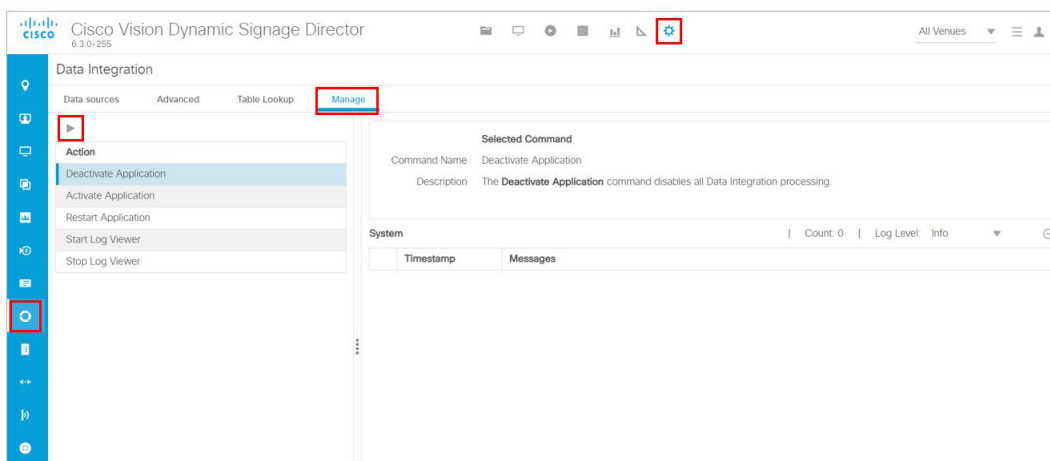 CISCO
Cisco Vision Dynamic Signage Director
6.3.0-255
All Venues
Data Integration
Data sources
Advanced
Table Lookup
Manage
Action
Deactivate Application
Activate Application
Restart Application
Start Log Viewer
Stop Log Viewer
Selected Command
Command Name Deactivate Application
Description The Deactivate Application command disables all Data Integration processing.
System | Count: 0 | Log Level: Info
Timestamp Messages